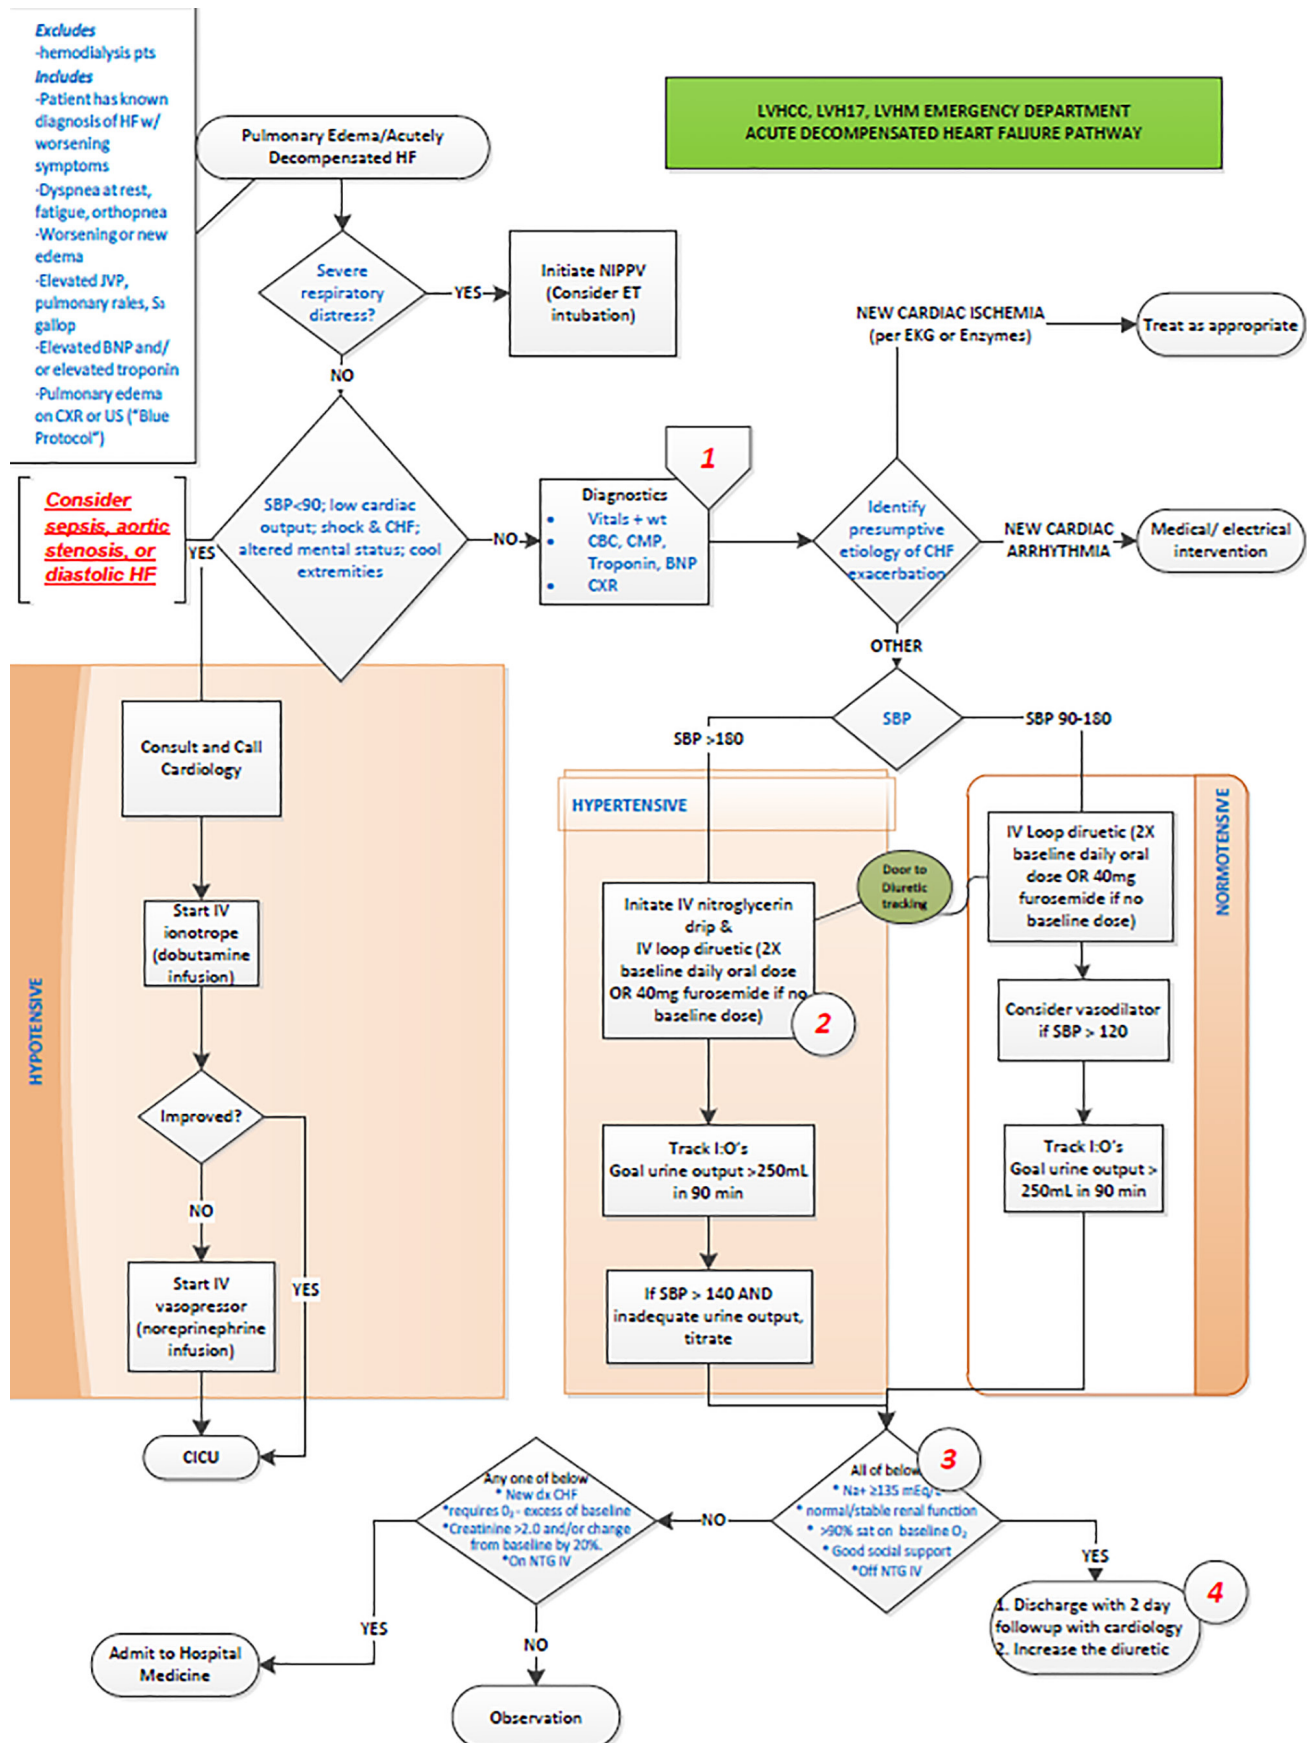 Excludes
-hemodialysis pts
Includes
-Patient has known
diagnosis of HF w/
worsening
symptoms
-Dyspnea at rest,
fatigue, orthopnea
-Worsening or new
edema
-Elevated JVP,
pulmonary rales, S₃
gallop
-Elevated BNP and/
or elevated troponin
-Pulmonary edema
on CXR or US ("Blue
Protocol")
LVHCC, LVH17, LVHM EMERGENCY DEPARTMENT
ACUTE DECOMPENSATED HEART FALIURE PATHWAY
Pulmonary Edema/Acutely
Decompensated HF
Severe
respiratory
distress?
YES
Initiate NIPPV
(Consider ET
intubation)
NO
SBP<90; low cardiac
output; shock & CHF;
altered mental status; cool
extremities
YES
Consider
sepsis, aortic
stenosis, or
diastolic HF
NO
1
Diagnostics
• Vitals + wt
• CBC, CMP,
Troponin, BNP
• CXR
Identify
presumptive
etiology of CHF
exacerbation
NEW CARDIAC ISCHEMIA
(per EKG or Enzymes)
Treat as appropriate
NEW CARDIAC
ARRHYTHMIA
Medical/ electrical
intervention
OTHER
SBP
SBP >180
SBP 90-180
HYPOTENSIVE
Consult and Call
Cardiology
Start IV
ionotrope
(dobutamine
infusion)
Improved?
NO
YES
Start IV
vasopressor
(noreprinephrine
infusion)
CICU
HYPERTENSIVE
Initate IV nitroglycerin
drip &
IV loop diruetic (2X
baseline daily oral dose
OR 40mg furosemide if no
baseline dose)
2
Door to
Diuretic
tracking
Track I:O's
Goal urine output >250mL
in 90 min
If SBP > 140 AND
inadequate urine output,
titrate
NORMOTENSIVE
IV Loop diruetic (2X
baseline daily oral
dose OR 40mg
furosemide if no
baseline dose)
Consider vasodilator
if SBP > 120
Track I:O's
Goal urine output >
250mL in 90 min
3
All of below
* Na+ ≥135 mEq/L
* normal/stable renal function
* >90% sat on baseline O₂
* Good social support
*Off NTG IV
YES
4
1. Discharge with 2 day
followup with cardiology
2. Increase the diuretic
NO
Any one of below
* New dx CHF
*requires 0₂ - excess of baseline
*Creatinine >2.0 and/or change
from baseline by 20%.
*On NTG IV
YES
Admit to Hospital
Medicine
NO
Observation